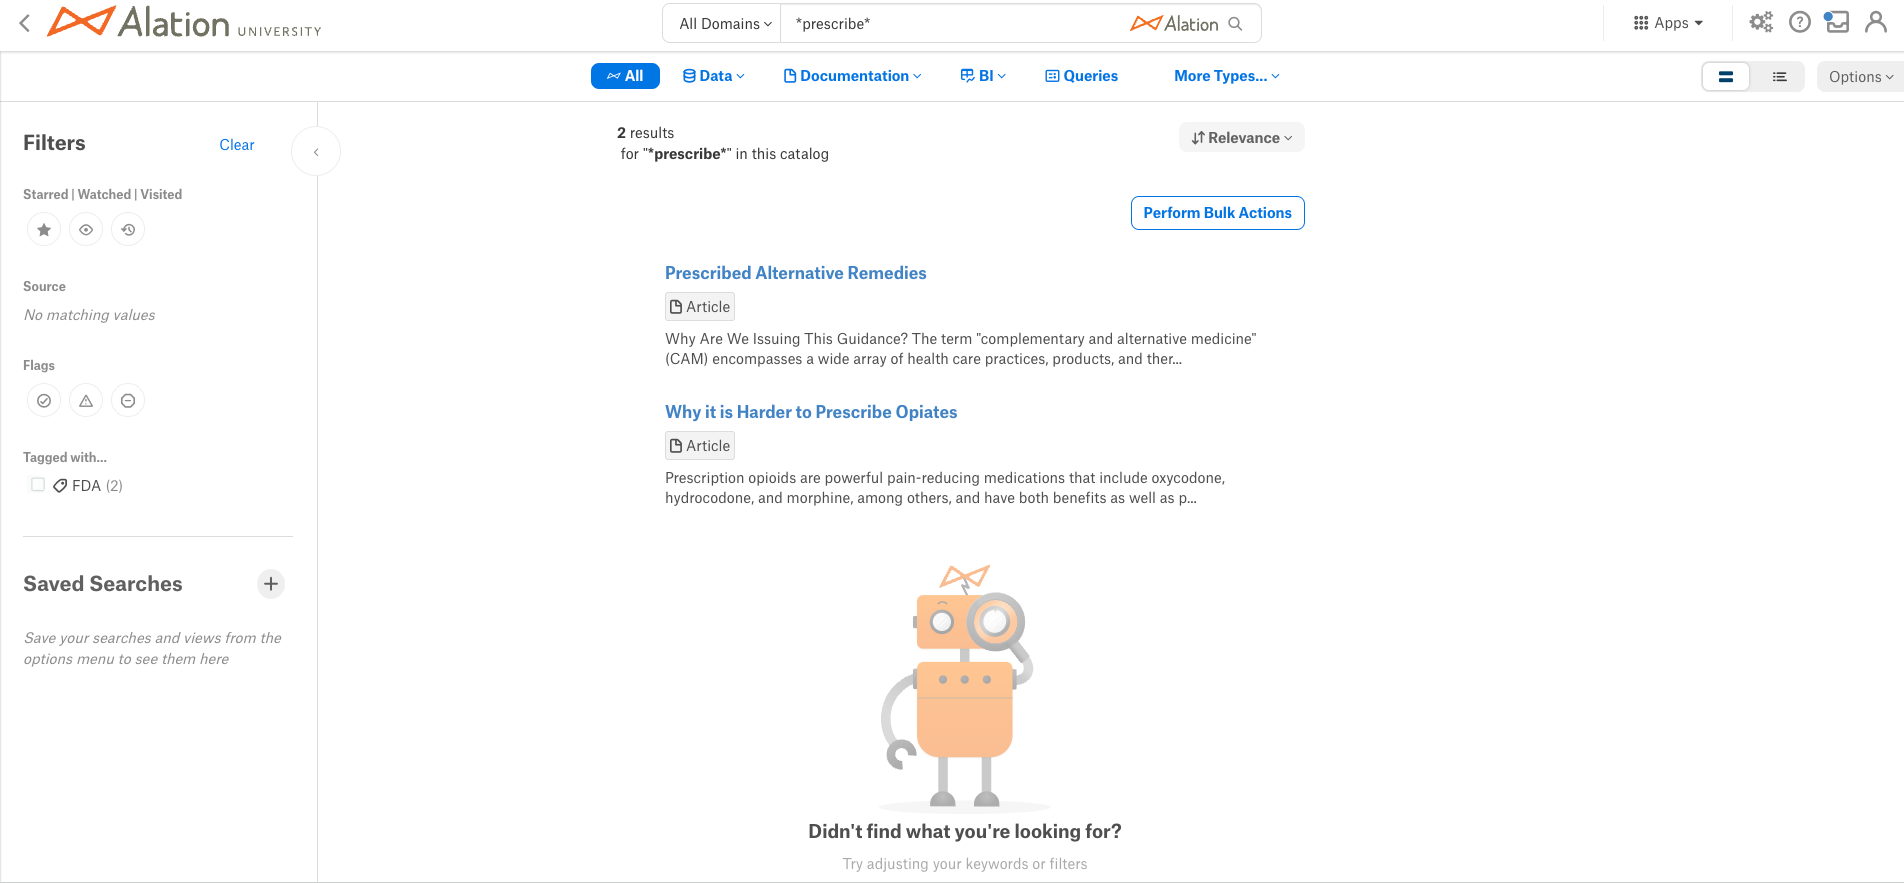 Alation UNIVERSITY
All Domains
*prescribe*
Alation
Apps
All
Data
Documentation
BI
Queries
More Types...
Options
Filters
Clear
Starred | Watched | Visited
Source
No matching values
Flags
Tagged with...
FDA (2)
Saved Searches
Save your searches and views from the
options menu to see them here
2 results
for "*prescribe*" in this catalog
Relevance
Perform Bulk Actions
Prescribed Alternative Remedies
Article
Why Are We Issuing This Guidance? The term "complementary and alternative medicine"
(CAM) encompasses a wide array of health care practices, products, and ther...
Why it is Harder to Prescribe Opiates
Article
Prescription opioids are powerful pain-reducing medications that include oxycodone,
hydrocodone, and morphine, among others, and have both benefits as well as p...
Didn't find what you're looking for?
Try adjusting your keywords or filters